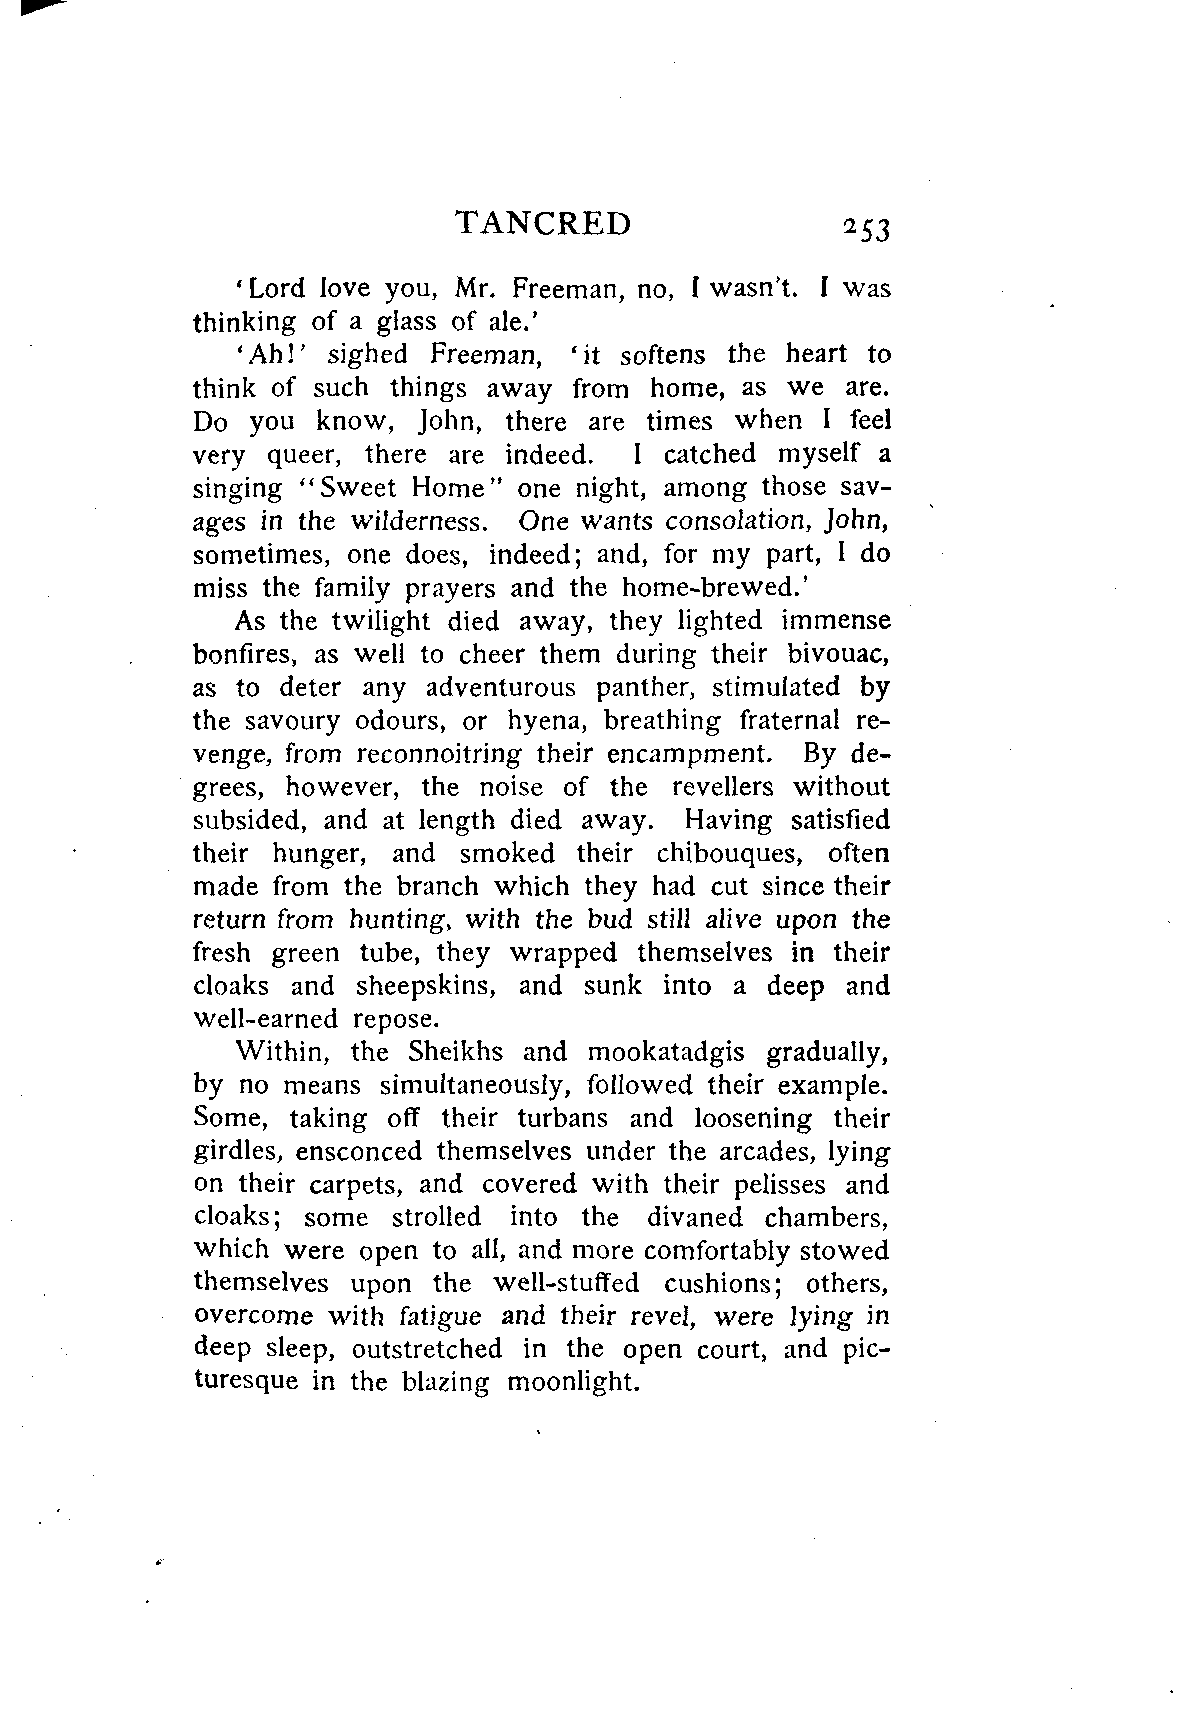 TANCRED 253
‘Lord love you, Mr. Freeman, no, I wasn't. I was
thinking of a glass of ale.’
‘Ah!’ sighed Freeman, ‘it softens the heart to
think of such things away from home, as we are.
Do you know, John, there are times when I feel
very queer, there are indeed. I catched myself a
singing “Sweet Home” one night, among those sav-
ages in the wilderness. One wants consolation, John,
sometimes, one does, indeed; and, for my part, I do
miss the family prayers and the home-brewed.’
As the twilight died away, they lighted immense
bonfires, as well to cheer them during their bivouac,
as to deter any adventurous panther, stimulated by
the savoury odours, or hyena, breathing fraternal re-
venge, from reconnoitring their encampment. By de-
grees, however, the noise of the revellers without
subsided, and at length died away. Having satisfied
their hunger, and smoked their chibouques, often
made from the branch which they had cut since their
return from hunting, with the bud still alive upon the
fresh green tube, they wrapped themselves in their
cloaks and sheepskins, and sunk into a deep and
well-earned repose.
Within, the Sheikhs and mookatadgis gradually,
by no means simultaneously, followed their example.
Some, taking off their turbans and loosening their
girdles, ensconced themselves under the arcades, lying
on their carpets, and covered with their pelisses and
cloaks; some strolled into the divaned chambers,
which were open to all, and more comfortably stowed
themselves upon the well-stuffed cushions; others,
overcome with fatigue and their revel, were lying in
deep sleep, outstretched in the open court, and pic-
turesque in the blazing moonlight.